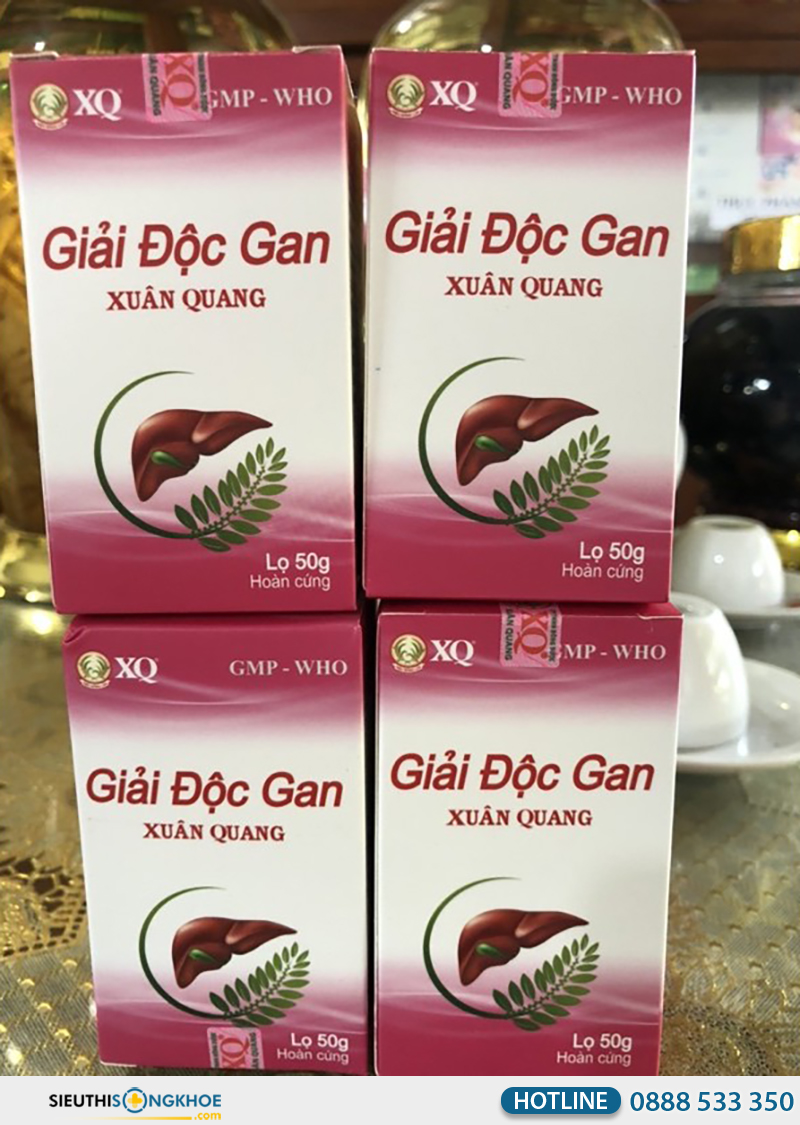 XQ GMP - WHO
Giải Độc Gan
XUÂN QUANG
Lọ 50g
Hoàn cứng
XQ GMP - WHO
Giải Độc Gan
XUÂN QUANG
Lọ 50g
Hoàn cứng
XQ GMP - WHO
Giải Độc Gan
XUÂN QUANG
Lọ 50g
Hoàn cứng
XQ GMP - WHO
Giải Độc Gan
XUÂN QUANG
Lọ 50g
Hoàn cứng
SIEUTHISONGKHOE.com
HOTLINE 0888 533 350